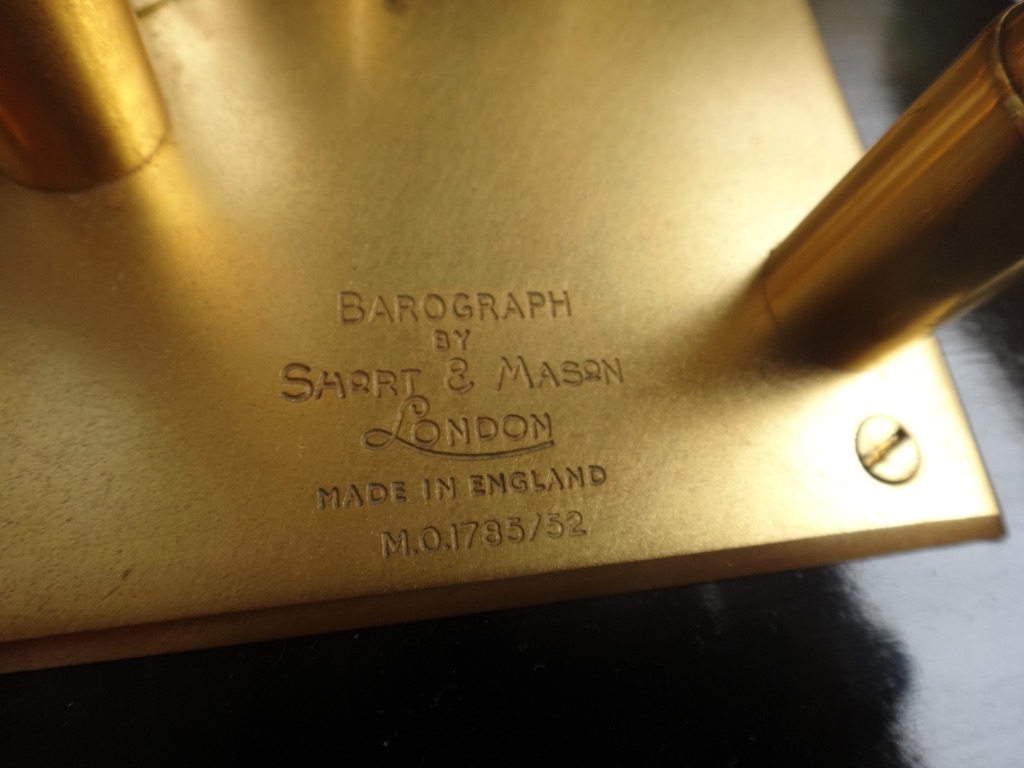 BAROGRAPH
BY
SHORT & MASON
LONDON
MADE IN ENGLAND
M.O.1785/52